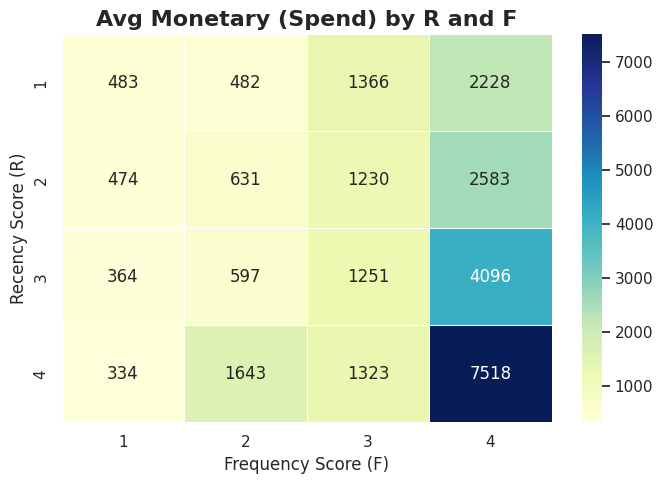 Avg Monetary (Spend) by R and F
Recency Score (R)
1 483 482 1366 2228
2 474 631 1230 2583
3 364 597 1251 4096
4 334 1643 1323 7518
1 2 3 4
Frequency Score (F)
7000
6000
5000
4000
3000
2000
1000